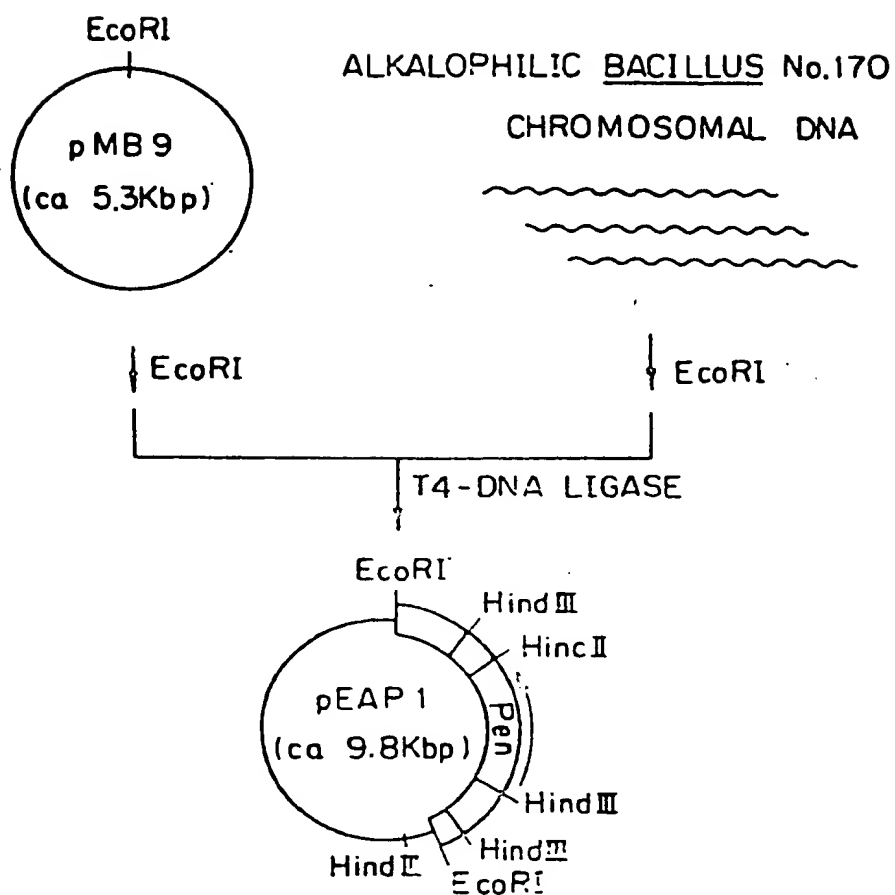 EcoRI
pMB9
(ca 5.3Kbp)
ALKALOPHILIC BACILLUS No.170
CHROMOSOMAL DNA
EcoRI
EcoRI
T4-DNA LIGASE
EcoRI
HindIII
HincII
pEAP1
(ca 9.8Kbp)
Pen
HindIII
HindIII
EcoRI